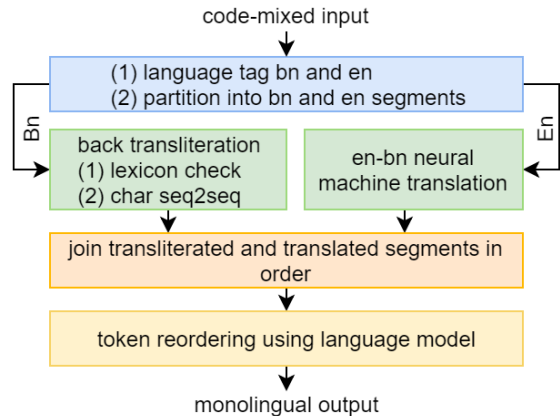 code-mixed input
(1) language tag bn and en
(2) partition into bn and en segments
Bn
En
back transliteration
(1) lexicon check
(2) char seq2seq
en-bn neural
machine translation
join transliterated and translated segments in
order
token reordering using language model
monolingual output